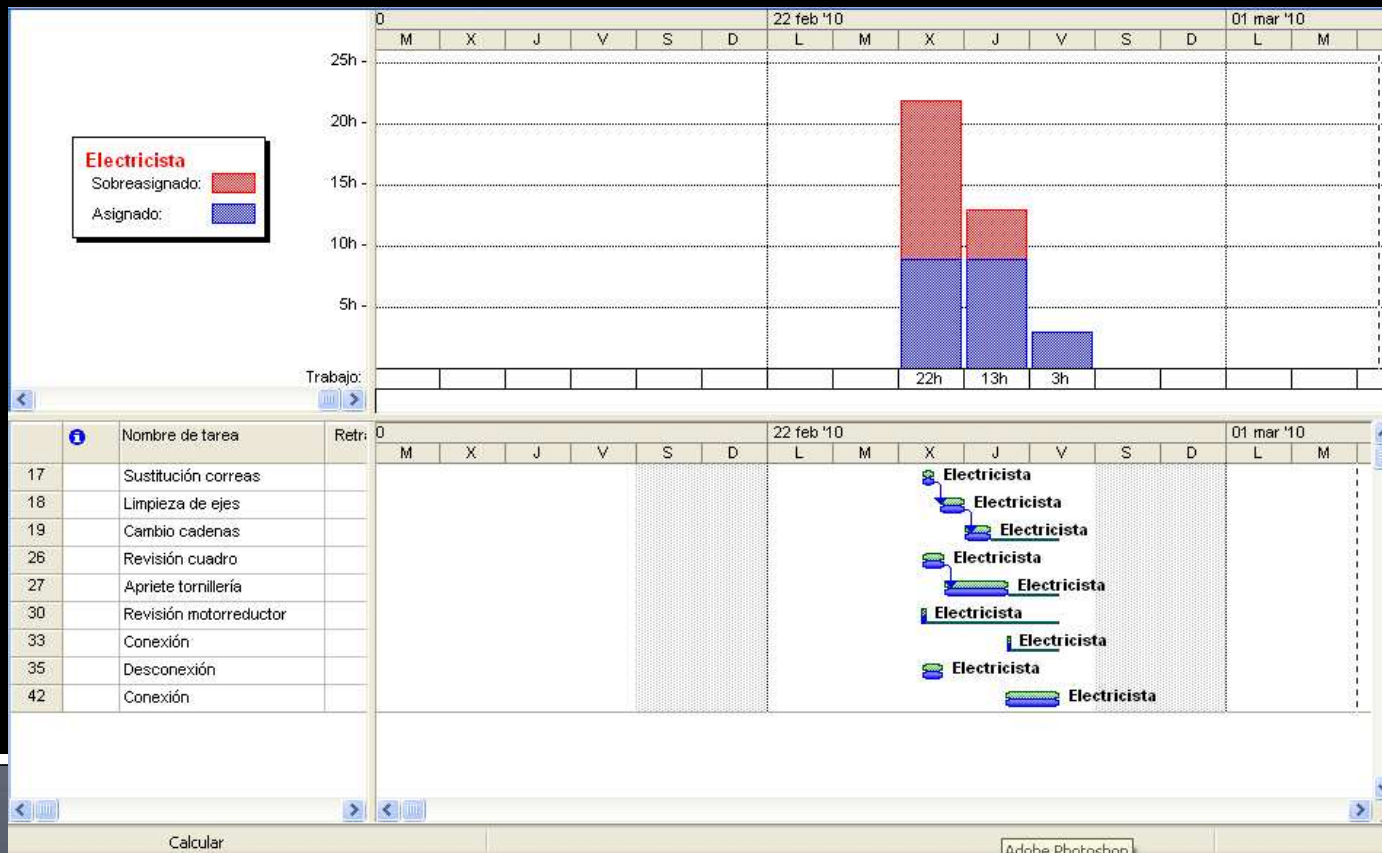 0 22 feb '10 01 mar '10
M X J V S D L M X J V S D L M
25h -
20h -
Electricista
Sobreasignado:
15h -
Asignado:
10h -
5h -
Trabajo:
22h 13h 3h
Nombre de tarea Retra 0 22 feb '10 01 mar '10
M X J V S D L M X J V S D L M
17 Sustitución correas Electricista
18 Limpieza de ejes Electricista
19 Cambio cadenas Electricista
26 Revisión cuadro Electricista
27 Apriete tornillería Electricista
30 Revisión motorreductor Electricista
33 Conexión Electricista
35 Desconexión Electricista
42 Conexión Electricista
Calcular
Adobe Photoshop